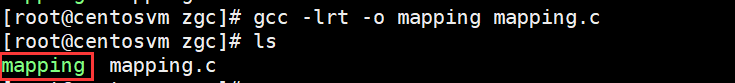 [root@centosvm zgc]# gcc -lrt -o mapping mapping.c
[root@centosvm zgc]# ls
mapping  mapping.c